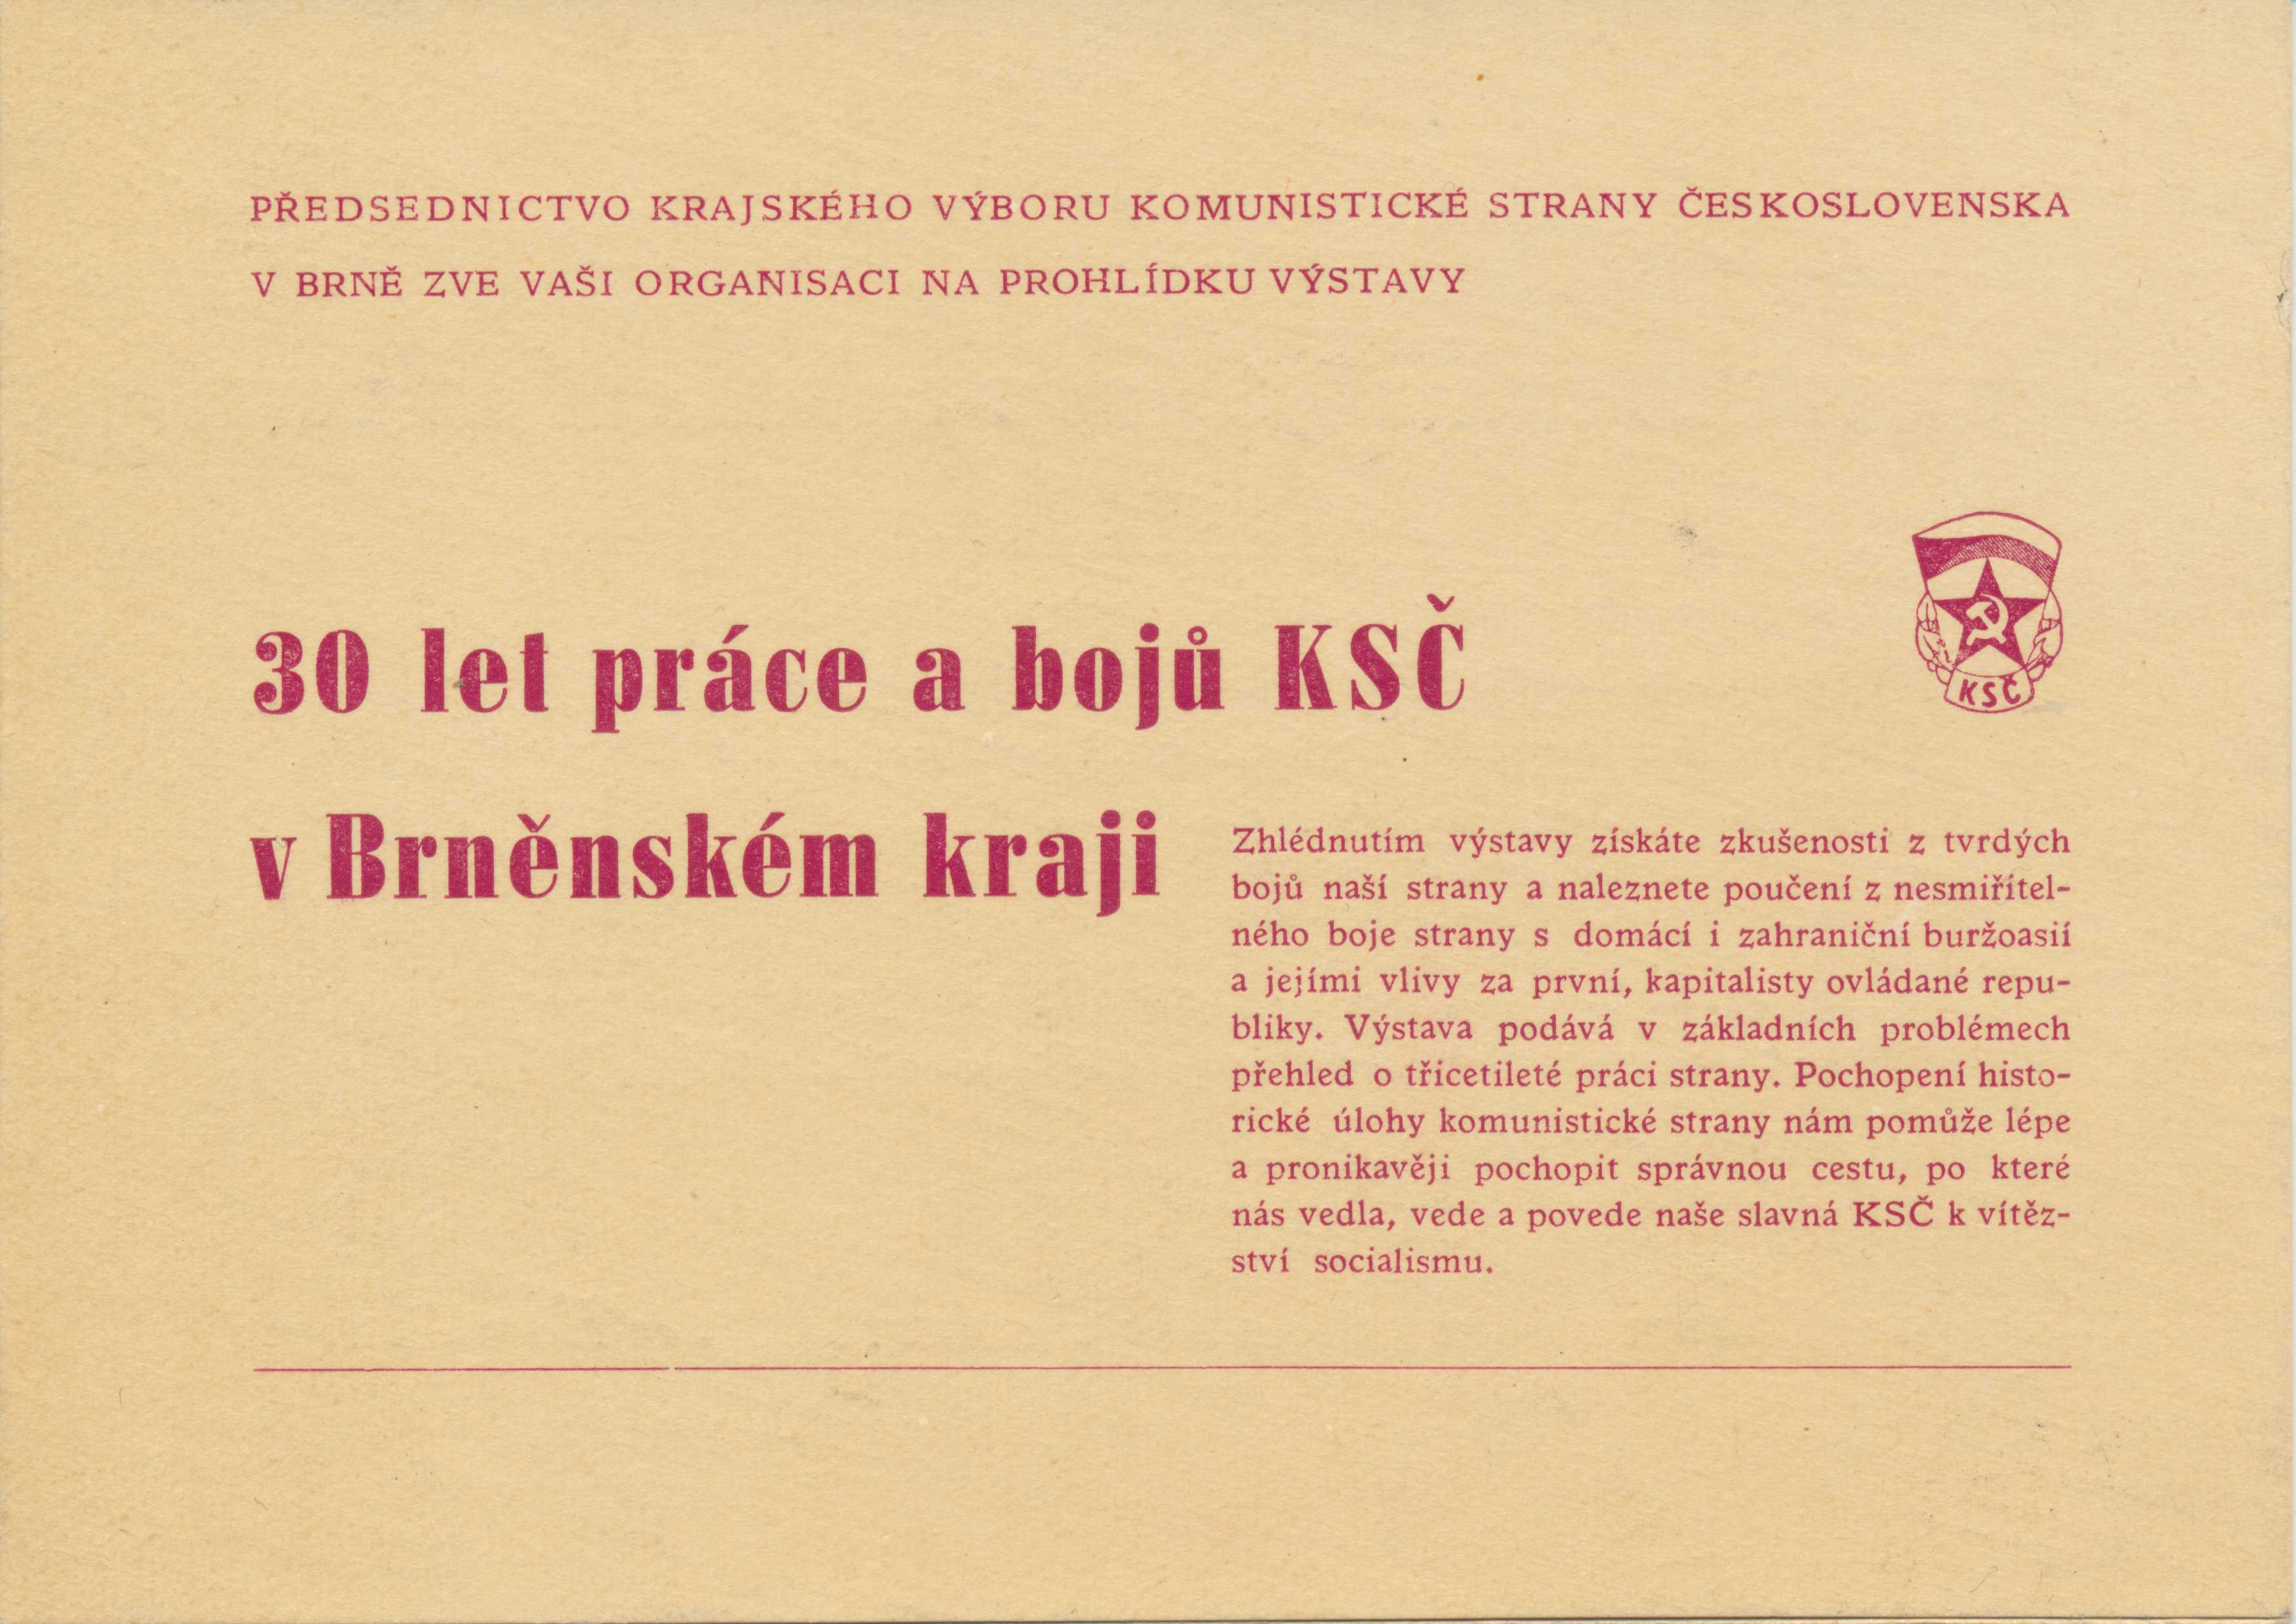 PŘEDSEDNICTVO KRAJSKÉHO VÝBORU KOMUNISTICKÉ STRANY ČESKOSLOVENSKA
V BRNĚ ZVE VAŠI ORGANISACI NA PROHLÍDKU VÝSTAVY
30 let práce a bojů KSČ
KSČ
v Brněnském kraji
Zhlédnutím výstavy získáte zkušenosti z tvrdých
bojů naší strany a naleznete poučení z nesmiřitel-
ného boje strany s domácí i zahraniční buržoasií
a jejími vlivy za první, kapitalisty ovládané repu-
bliky. Výstava podává v základních problémech
přehled o třicetileté práci strany. Pochopení histo-
rické úlohy komunistické strany nám pomůže lépe
a pronikavěji pochopit správnou cestu, po které
nás vedla, vede a povede naše slavná KSČ k vítěz-
ství socialismu.